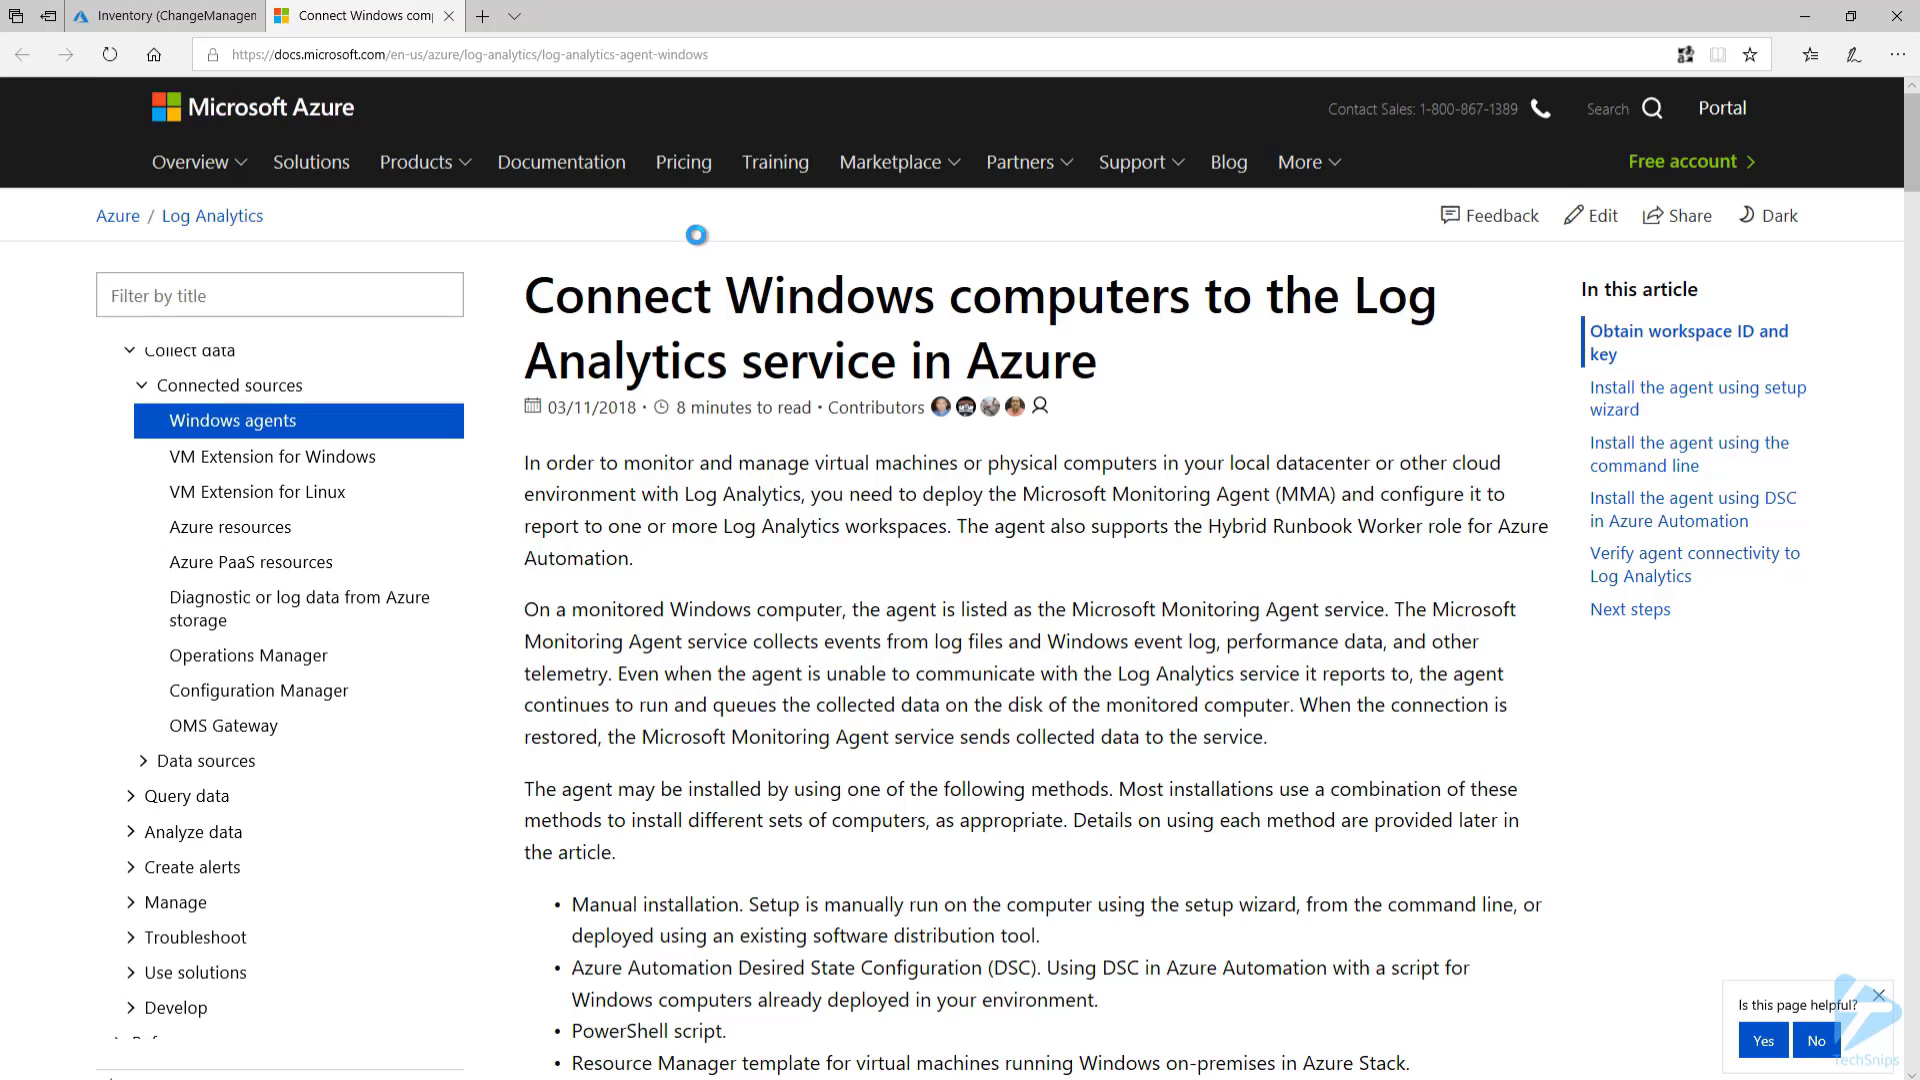 Inventory (ChangeManagem
Connect Windows comp
https://docs.microsoft.com/en-us/azure/log-analytics/log-analytics-agent-windows
Microsoft Azure
Contact Sales: 1-800-867-1389
Search
Portal
Overview
Solutions
Products
Documentation
Pricing
Training
Marketplace
Partners
Support
Blog
More
Free account
Azure / Log Analytics
Feedback
Edit
Share
Dark
Filter by title
Collect data
Connected sources
Windows agents
VM Extension for Windows
VM Extension for Linux
Azure resources
Azure PaaS resources
Diagnostic or log data from Azure
storage
Operations Manager
Configuration Manager
OMS Gateway
Data sources
Query data
Analyze data
Create alerts
Manage
Troubleshoot
Use solutions
Develop
Connect Windows computers to the Log
Analytics service in Azure
03/11/2018 • 8 minutes to read • Contributors
In order to monitor and manage virtual machines or physical computers in your local datacenter or other cloud
environment with Log Analytics, you need to deploy the Microsoft Monitoring Agent (MMA) and configure it to
report to one or more Log Analytics workspaces. The agent also supports the Hybrid Runbook Worker role for Azure
Automation.
On a monitored Windows computer, the agent is listed as the Microsoft Monitoring Agent service. The Microsoft
Monitoring Agent service collects events from log files and Windows event log, performance data, and other
telemetry. Even when the agent is unable to communicate with the Log Analytics service it reports to, the agent
continues to run and queues the collected data on the disk of the monitored computer. When the connection is
restored, the Microsoft Monitoring Agent service sends collected data to the service.
The agent may be installed by using one of the following methods. Most installations use a combination of these
methods to install different sets of computers, as appropriate. Details on using each method are provided later in
the article.
• Manual installation. Setup is manually run on the computer using the setup wizard, from the command line, or
deployed using an existing software distribution tool.
• Azure Automation Desired State Configuration (DSC). Using DSC in Azure Automation with a script for
Windows computers already deployed in your environment.
• PowerShell script.
• Resource Manager template for virtual machines running Windows on-premises in Azure Stack.
In this article
Obtain workspace ID and
key
Install the agent using setup
wizard
Install the agent using the
command line
Install the agent using DSC
in Azure Automation
Verify agent connectivity to
Log Analytics
Next steps
Is this page helpful?
Yes
No
TechSnips